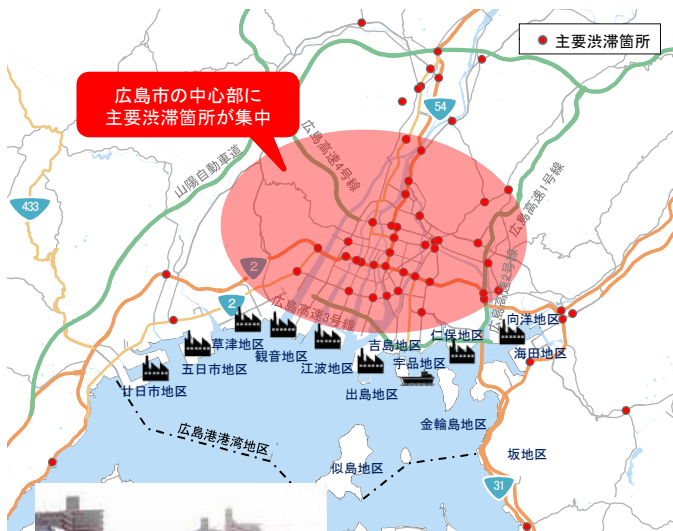 主要渋滞箇所
広島市の中心部に
主要渋滞箇所が集中
54
山陽自動車道
広島高速4号線
広島高速1号線
433
2
2
広島高速3号線
広島高速2号線
向洋地区
草津地区
観音地区
吉島地区
仁保地区
五日市地区
江波地区
宇品地区
海田地区
廿日市地区
出島地区
金輪島地区
広島港港湾地区
坂地区
似島地区
31